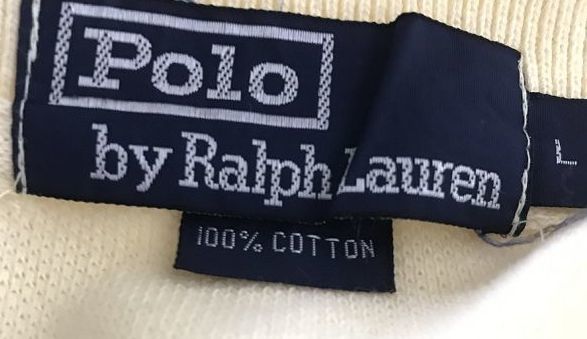 Polo
by Ralph Lauren
L
100% COTTON